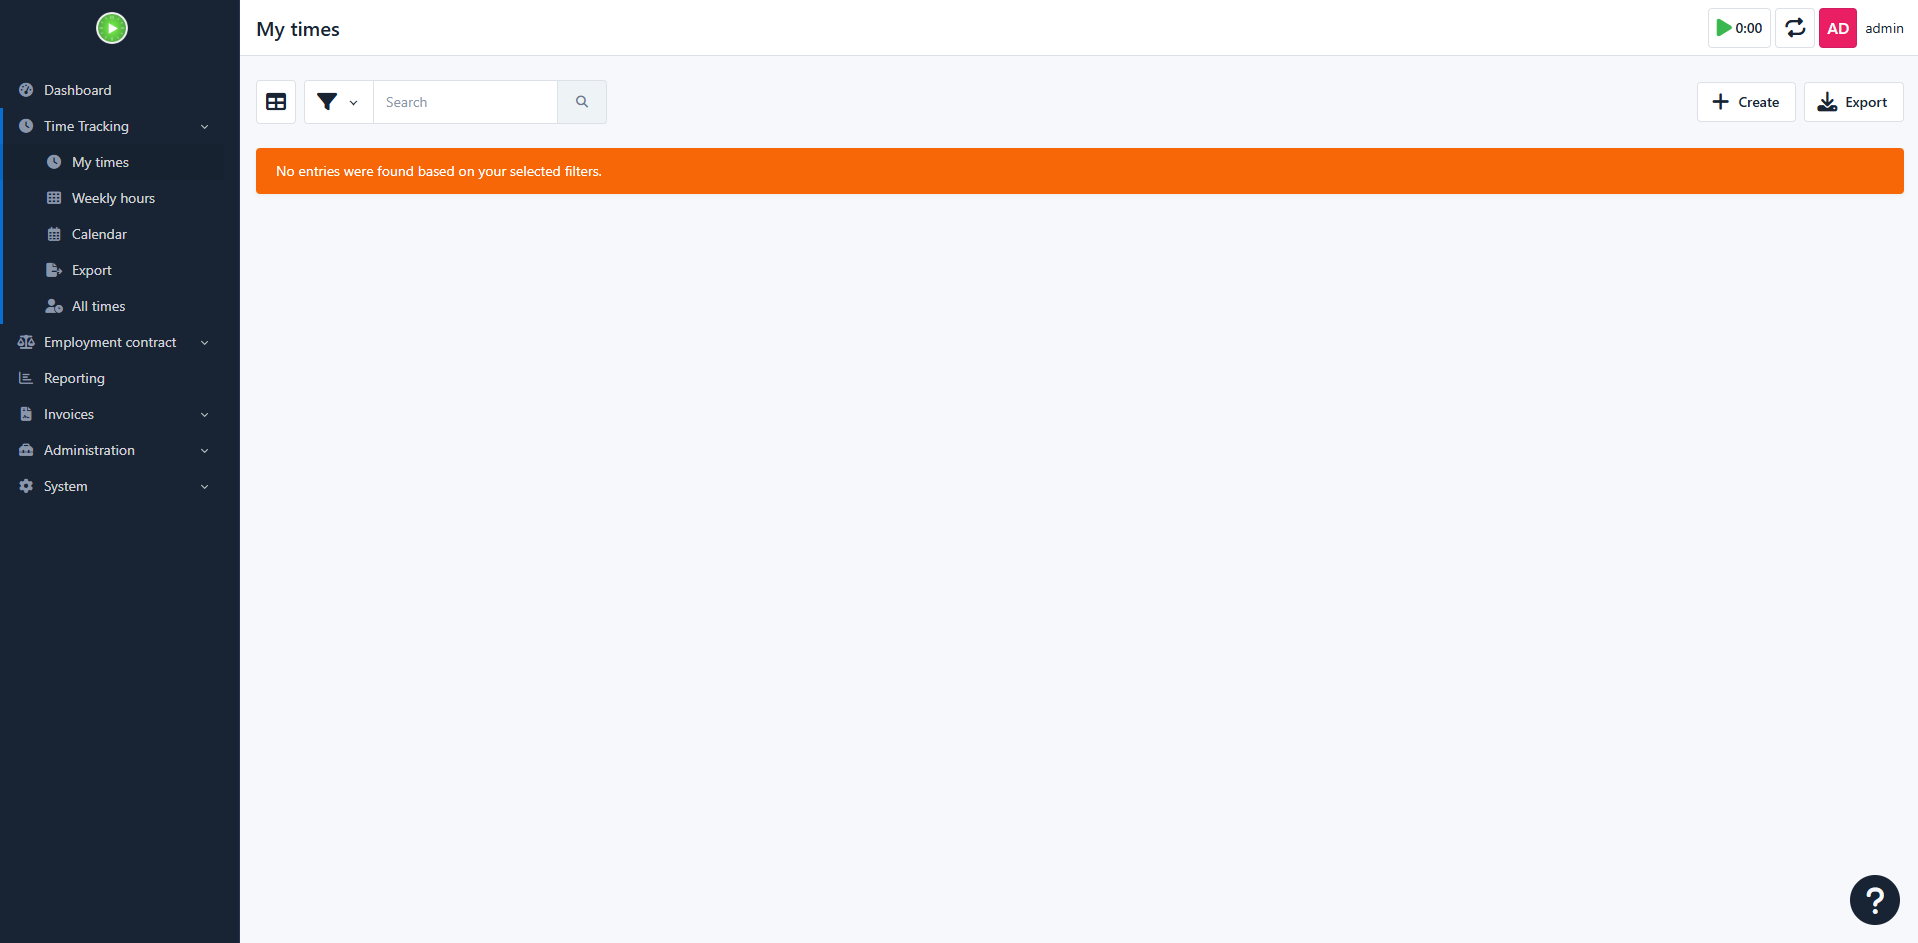 My times
0:00
AD
admin
Dashboard
Time Tracking
My times
Weekly hours
Calendar
Export
All times
Employment contract
Reporting
Invoices
Administration
System
Search
Create
Export
No entries were found based on your selected filters.
?